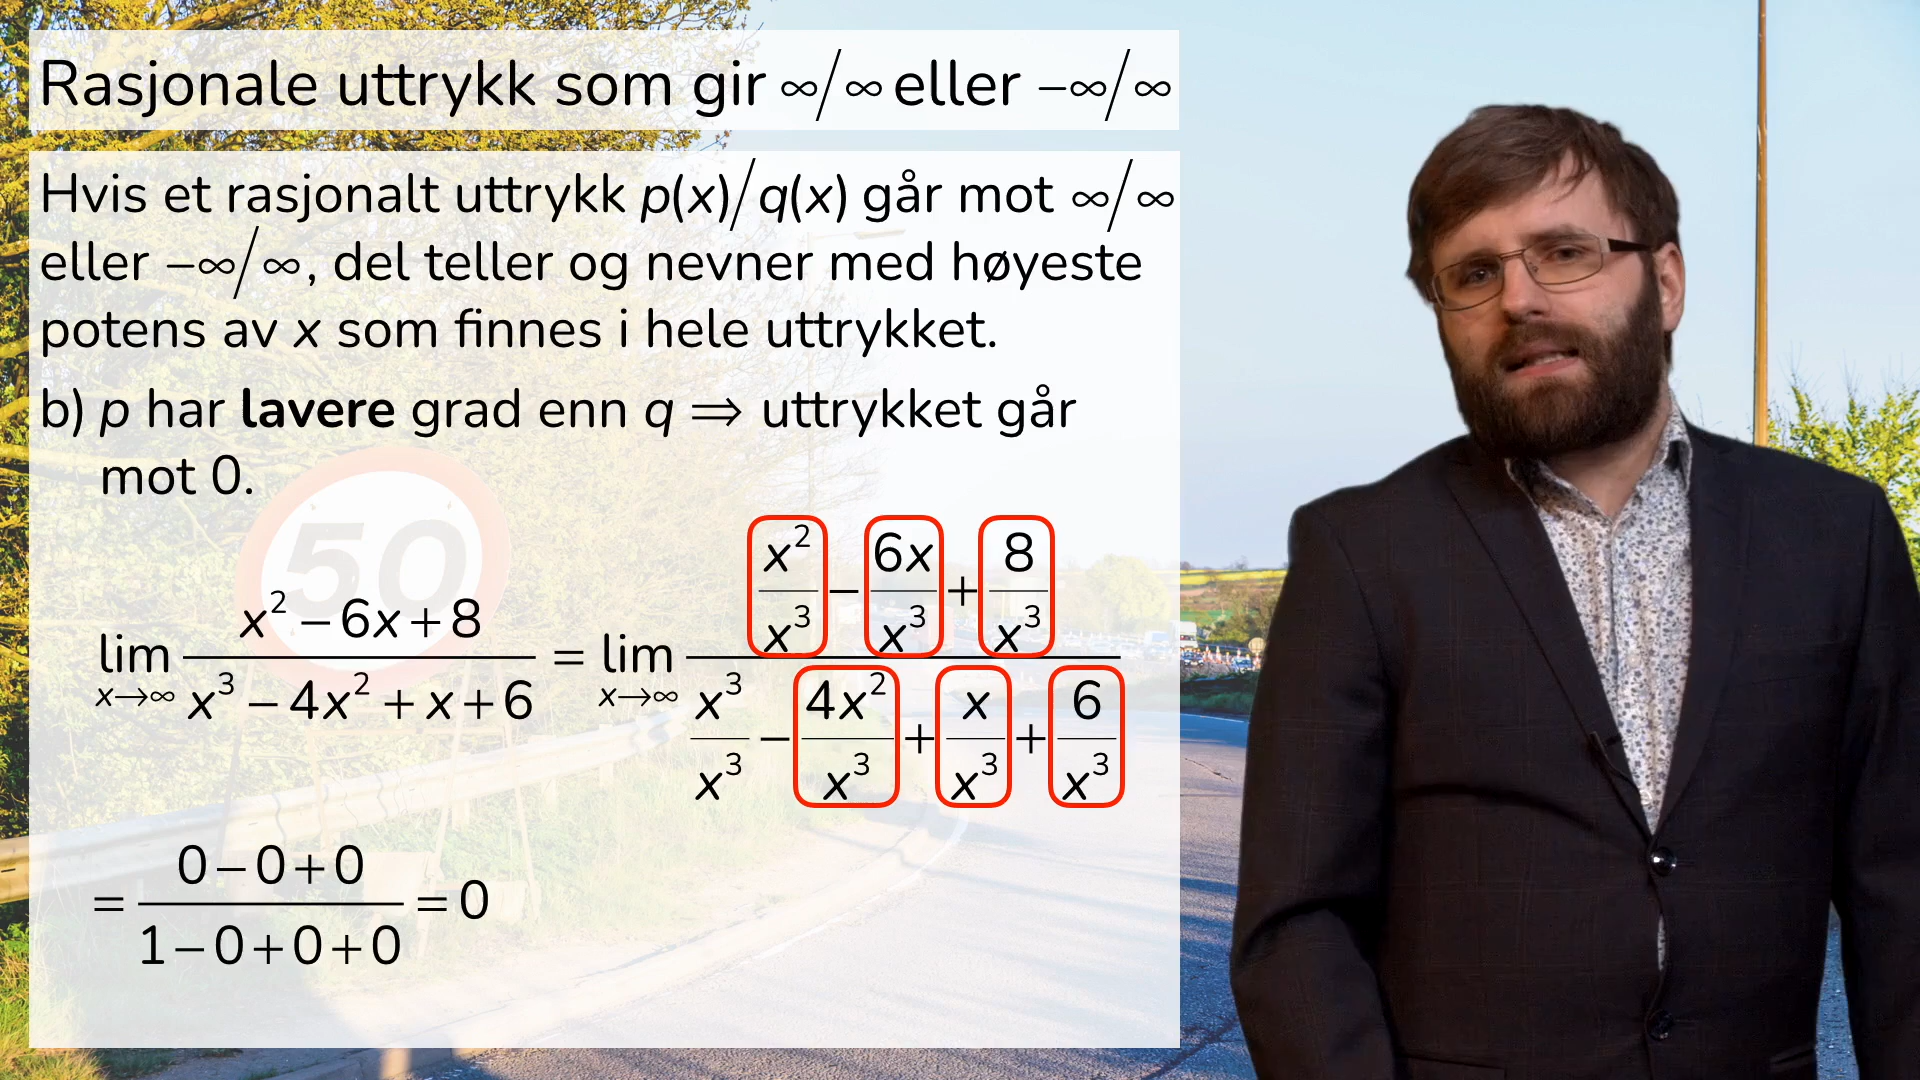 Rasjonale uttrykk som gir ∞/∞ eller −∞/∞
Hvis et rasjonalt uttrykk p(x)/q(x) går mot ∞/∞
eller −∞/∞, del teller og nevner med høyeste
potens av x som finnes i hele uttrykket.
b) p har lavere grad enn q ⇒ uttrykket går
mot 0.
50
lim x→∞ (x² − 6x + 8)/(x³ − 4x² + x + 6) = lim x→∞ (x²/x³ − 6x/x³ + 8/x³)/(x³/x³ − 4x²/x³ + x/x³ + 6/x³)
= (0 − 0 + 0)/(1 − 0 + 0 + 0) = 0